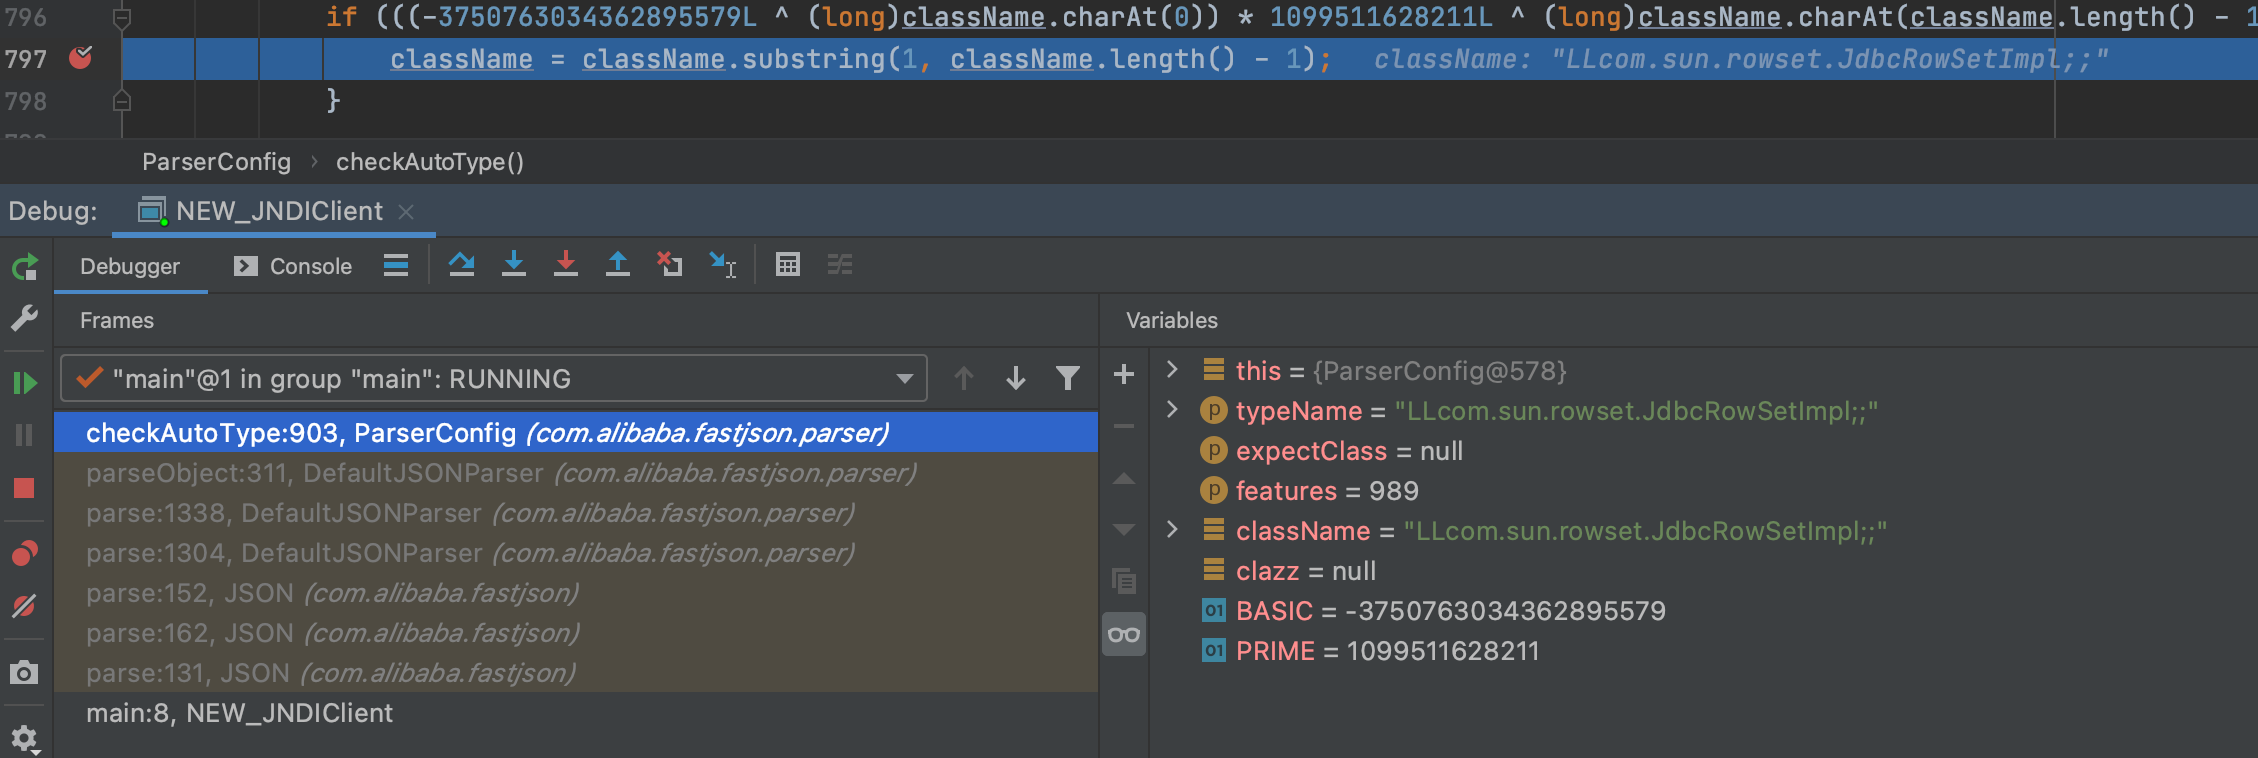 796 if (((-3750763034362895579L ^ (long)className.charAt(0)) * 1099511628211L ^ (long)className.charAt(className.length() - 1
797 className = className.substring(1, className.length() - 1); className: "LLcom.sun.rowset.JdbcRowSetImpl;;"
798 }
ParserConfig › checkAutoType()
Debug: NEW_JNDIClient
Debugger Console
Frames
"main"@1 in group "main": RUNNING
checkAutoType:903, ParserConfig (com.alibaba.fastjson.parser)
parseObject:311, DefaultJSONParser (com.alibaba.fastjson.parser)
parse:1338, DefaultJSONParser (com.alibaba.fastjson.parser)
parse:1304, DefaultJSONParser (com.alibaba.fastjson.parser)
parse:152, JSON (com.alibaba.fastjson)
parse:162, JSON (com.alibaba.fastjson)
parse:131, JSON (com.alibaba.fastjson)
main:8, NEW_JNDIClient
Variables
this = {ParserConfig@578}
typeName = "LLcom.sun.rowset.JdbcRowSetImpl;;"
expectClass = null
features = 989
className = "LLcom.sun.rowset.JdbcRowSetImpl;;"
clazz = null
BASIC = -3750763034362895579
PRIME = 1099511628211